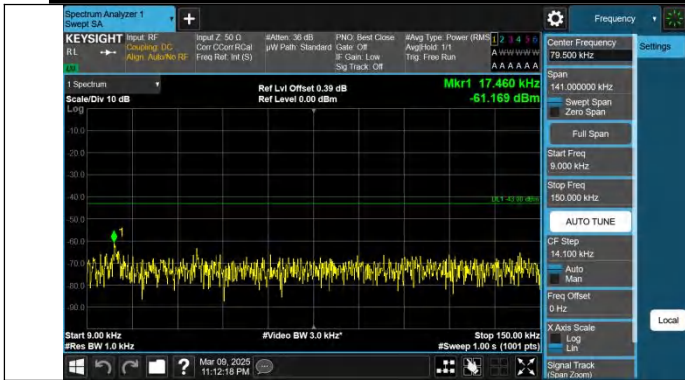 Spectrum Analyzer 1
Swept SA
Frequency
KEYSIGHT
RL
Input: RF
Coupling: DC
Align: Auto/No RF
Input Z: 50 Ω
Corr CCorr RCal
Freq Ref: Int (S)
#Atten: 36 dB
µW Path: Standard
PNO: Best Close
Gate: Off
IF Gain: Low
Sig Track: Off
#Avg Type: Power (RMS
Avg|Hold: 1/1
Trig: Free Run
1 2 3 4 5 6
A W W W W W
A A A A A A
1 Spectrum
Scale/Div 10 dB
Ref Lvl Offset 0.39 dB
Ref Level 0.00 dBm
Mkr1 17.460 kHz
-61.169 dBm
Log
-10.0
-20.0
-30.0
-40.0
-50.0
-60.0
-70.0
-80.0
-90.0
DL1 -43.00 dBm
1
Start 9.00 kHz
#Res BW 1.0 kHz
#Video BW 3.0 kHz*
Stop 150.00 kHz
#Sweep 1.00 s (1001 pts)
Mar 09, 2025
11:12:18 PM
Center Frequency
79.500 kHz
Span
141.000000 kHz
Swept Span
Zero Span
Full Span
Start Freq
9.000 kHz
Stop Freq
150.000 kHz
AUTO TUNE
CF Step
14.100 kHz
Auto
Man
Freq Offset
0 Hz
X Axis Scale
Log
Lin
Signal Track
(Span Zoom)
Settings
Local